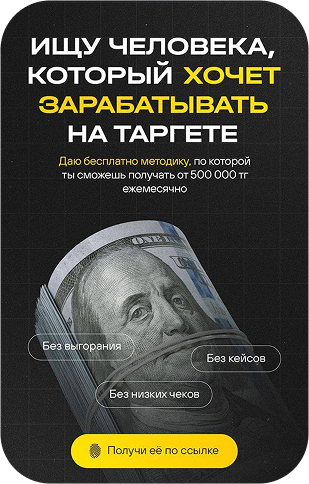 ИЩУ ЧЕЛОВЕКА,
КОТОРЫЙ ХОЧЕТ
ЗАРАБАТЫВАТЬ
НА ТАРГЕТЕ
Даю бесплатно методику, по которой
ты сможешь получать от 500 000 тг
ежемесячно
Без выгорания
Без кейсов
Без низких чеков
Получи её по ссылке